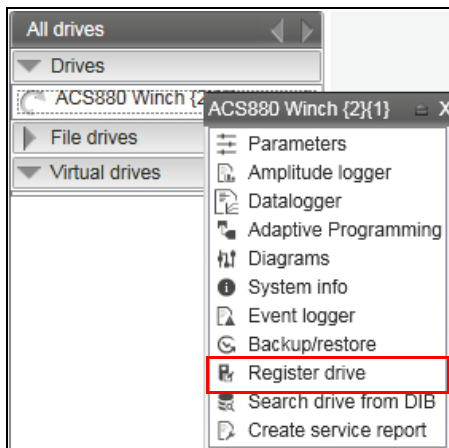 All drives
Drives
ACS880 Winch {2}
File drives
Virtual drives
ACS880 Winch {2}{1} X
Parameters
Amplitude logger
Datalogger
Adaptive Programming
Diagrams
System info
Event logger
Backup/restore
Register drive
Search drive from DIB
Create service report